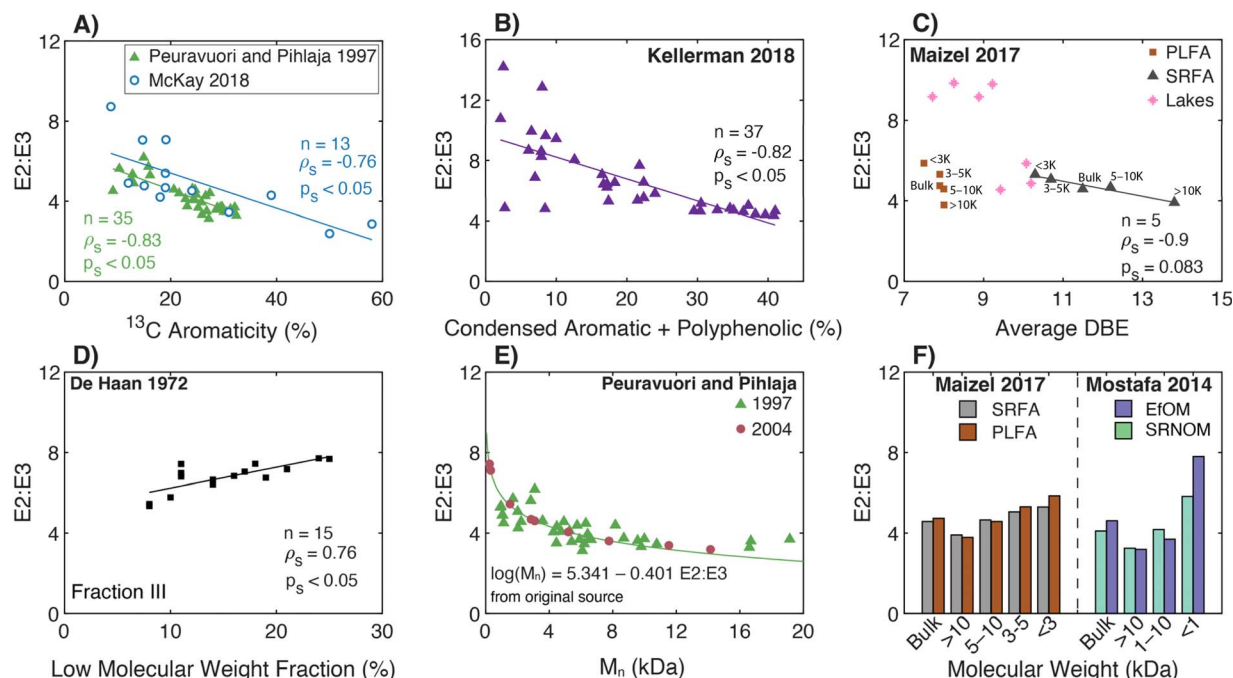 A)
12
8
4
0
E2:E3
Peuravuori and Pihlaja 1997
McKay 2018
n = 13
ρs = -0.76
ps < 0.05
n = 35
ρs = -0.83
ps < 0.05
0 20 40 60
13C Aromaticity (%)
B)
16
12
8
4
0
E2:E3
Kellerman 2018
n = 37
ρs = -0.82
ps < 0.05
0 10 20 30 40 50
Condensed Aromatic + Polyphenolic (%)
C)
12
8
4
0
E2:E3
Maizel 2017
PLFA
SRFA
Lakes
<3K
3–5K
Bulk
5–10K
>10K
<3K
3–5K
Bulk
5–10K
>10K
n = 5
ρs = -0.9
ps = 0.083
7 9 11 13 15
Average DBE
D)
12
8
4
0
E2:E3
De Haan 1972
n = 15
ρs = 0.76
ps < 0.05
Fraction III
0 10 20 30
Low Molecular Weight Fraction (%)
E)
12
8
4
0
E2:E3
Peuravuori and Pihlaja
1997
2004
log(Mn) = 5.341 – 0.401 E2:E3
from original source
0 4 8 12 16 20
Mn (kDa)
F)
12
8
4
0
E2:E3
Maizel 2017
SRFA
PLFA
Mostafa 2014
EfOM
SRNOM
Bulk >10 5–10 3-5 <3 Bulk >10 1–10 <1
Molecular Weight (kDa)